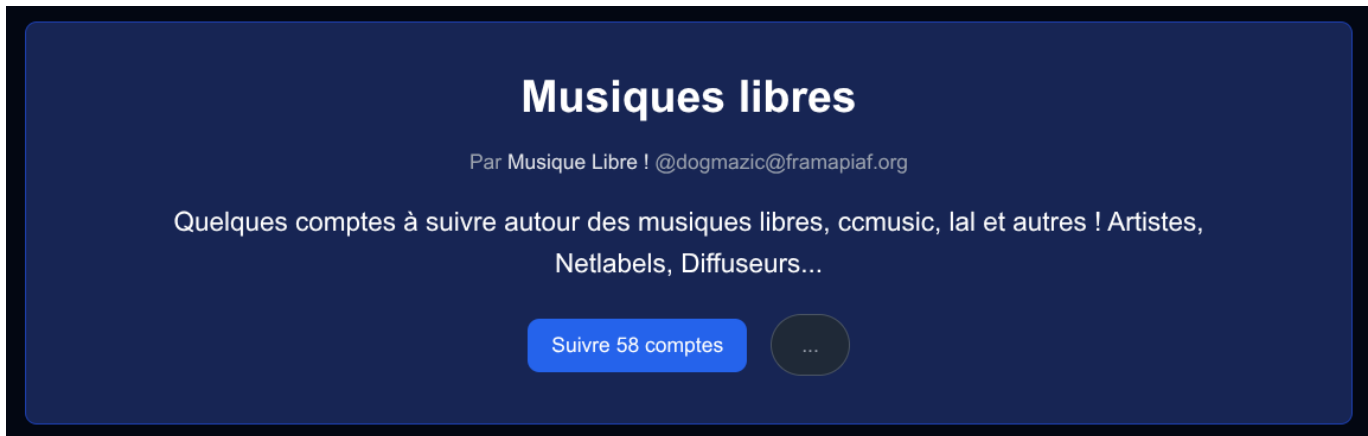 Musiques libres
Par Musique Libre ! @dogmazic@framapiaf.org
Quelques comptes à suivre autour des musiques libres, ccmusic, lal et autres ! Artistes,
Netlabels, Diffuseurs...
Suivre 58 comptes ...